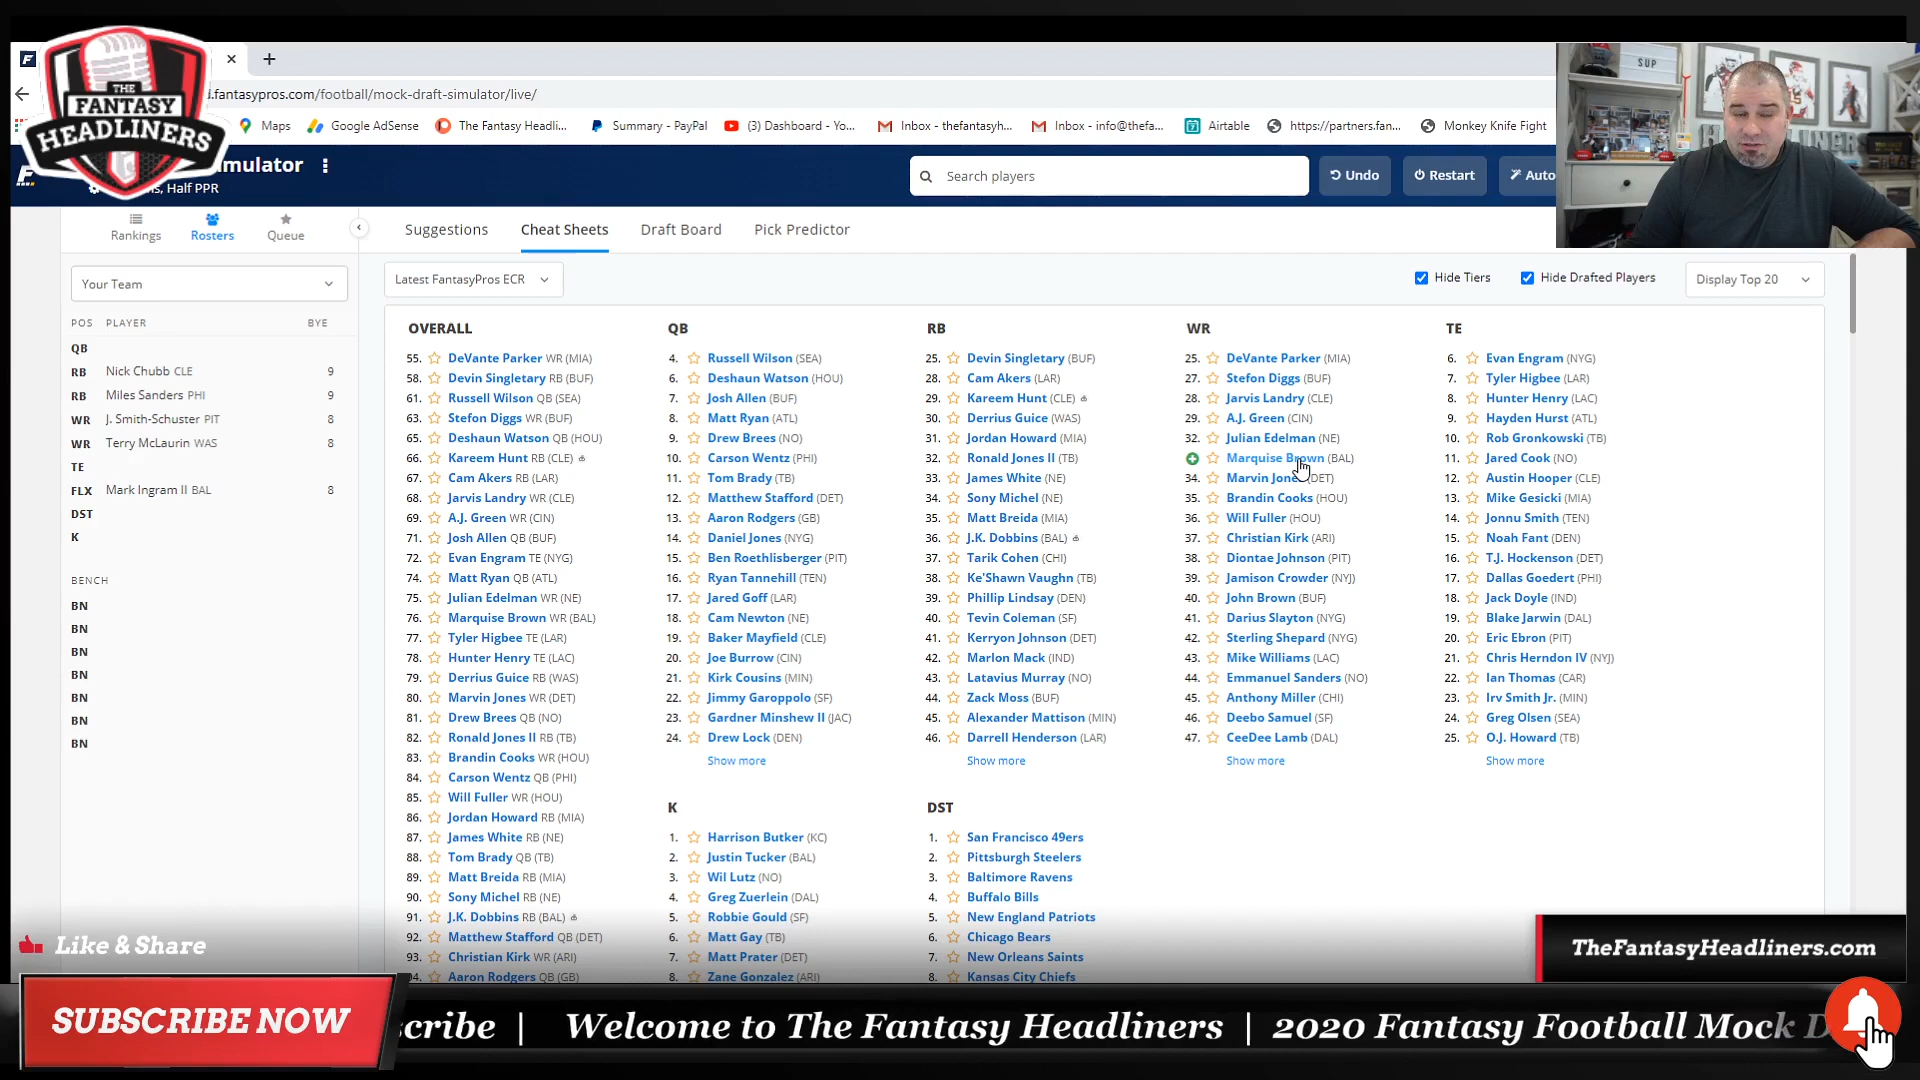 THE
FANTASY
HEADLINERS
SUP
.fantasypros.com/football/mock-draft-simulator/live/
Maps
Google AdSense
The Fantasy Headli...
Summary - PayPal
(3) Dashboard - Yo...
Inbox - thefantasyh...
Inbox - info@thefa...
Airtable
https://partners.fan...
Monkey Knife Fight
mulator
s, Half PPR
Search players
Undo
Restart
Auto
Rankings
Rosters
Queue
Suggestions
Cheat Sheets
Draft Board
Pick Predictor
Your Team
POS PLAYER BYE
QB
RB Nick Chubb CLE 9
RB Miles Sanders PHI 9
WR J. Smith-Schuster PIT 8
WR Terry McLaurin WAS 8
TE
FLX Mark Ingram II BAL 8
DST
K
BENCH
BN
BN
BN
BN
BN
BN
BN
Latest FantasyPros ECR
Hide Tiers
Hide Drafted Players
Display Top 20
OVERALL
55. DeVante Parker WR (MIA)
58. Devin Singletary RB (BUF)
61. Russell Wilson QB (SEA)
63. Stefon Diggs WR (BUF)
65. Deshaun Watson QB (HOU)
66. Kareem Hunt RB (CLE)
67. Cam Akers RB (LAR)
68. Jarvis Landry WR (CLE)
69. A.J. Green WR (CIN)
71. Josh Allen QB (BUF)
72. Evan Engram TE (NYG)
74. Matt Ryan QB (ATL)
75. Julian Edelman WR (NE)
76. Marquise Brown WR (BAL)
77. Tyler Higbee TE (LAR)
78. Hunter Henry TE (LAC)
79. Derrius Guice RB (WAS)
80. Marvin Jones WR (DET)
81. Drew Brees QB (NO)
82. Ronald Jones II RB (TB)
83. Brandin Cooks WR (HOU)
84. Carson Wentz QB (PHI)
85. Will Fuller WR (HOU)
86. Jordan Howard RB (MIA)
87. James White RB (NE)
88. Tom Brady QB (TB)
89. Matt Breida RB (MIA)
90. Sony Michel RB (NE)
91. J.K. Dobbins RB (BAL)
92. Matthew Stafford QB (DET)
93. Christian Kirk WR (ARI)
94. Aaron Rodgers QB (GB)
QB
4. Russell Wilson (SEA)
6. Deshaun Watson (HOU)
7. Josh Allen (BUF)
8. Matt Ryan (ATL)
9. Drew Brees (NO)
10. Carson Wentz (PHI)
11. Tom Brady (TB)
12. Matthew Stafford (DET)
13. Aaron Rodgers (GB)
14. Daniel Jones (NYG)
15. Ben Roethlisberger (PIT)
16. Ryan Tannehill (TEN)
17. Jared Goff (LAR)
18. Cam Newton (NE)
19. Baker Mayfield (CLE)
20. Joe Burrow (CIN)
21. Kirk Cousins (MIN)
22. Jimmy Garoppolo (SF)
23. Gardner Minshew II (JAC)
24. Drew Lock (DEN)
Show more
RB
25. Devin Singletary (BUF)
28. Cam Akers (LAR)
29. Kareem Hunt (CLE)
30. Derrius Guice (WAS)
31. Jordan Howard (MIA)
32. Ronald Jones II (TB)
33. James White (NE)
34. Sony Michel (NE)
35. Matt Breida (MIA)
36. J.K. Dobbins (BAL)
37. Tarik Cohen (CHI)
38. Ke'Shawn Vaughn (TB)
39. Phillip Lindsay (DEN)
40. Tevin Coleman (SF)
41. Kerryon Johnson (DET)
42. Marlon Mack (IND)
43. Latavius Murray (NO)
44. Zack Moss (BUF)
45. Alexander Mattison (MIN)
46. Darrell Henderson (LAR)
Show more
WR
25. DeVante Parker (MIA)
27. Stefon Diggs (BUF)
28. Jarvis Landry (CLE)
29. A.J. Green (CIN)
32. Julian Edelman (NE)
Marquise Brown (BAL)
34. Marvin Jones (DET)
35. Brandin Cooks (HOU)
36. Will Fuller (HOU)
37. Christian Kirk (ARI)
38. Diontae Johnson (PIT)
39. Jamison Crowder (NYJ)
40. John Brown (BUF)
41. Darius Slayton (NYG)
42. Sterling Shepard (NYG)
43. Mike Williams (LAC)
44. Emmanuel Sanders (NO)
45. Anthony Miller (CHI)
46. Deebo Samuel (SF)
47. CeeDee Lamb (DAL)
Show more
TE
6. Evan Engram (NYG)
7. Tyler Higbee (LAR)
8. Hunter Henry (LAC)
9. Hayden Hurst (ATL)
10. Rob Gronkowski (TB)
11. Jared Cook (NO)
12. Austin Hooper (CLE)
13. Mike Gesicki (MIA)
14. Jonnu Smith (TEN)
15. Noah Fant (DEN)
16. T.J. Hockenson (DET)
17. Dallas Goedert (PHI)
18. Jack Doyle (IND)
19. Blake Jarwin (DAL)
20. Eric Ebron (PIT)
21. Chris Herndon IV (NYJ)
22. Ian Thomas (CAR)
23. Irv Smith Jr. (MIN)
24. Greg Olsen (SEA)
25. O.J. Howard (TB)
Show more
K
1. Harrison Butker (KC)
2. Justin Tucker (BAL)
3. Wil Lutz (NO)
4. Greg Zuerlein (DAL)
5. Robbie Gould (SF)
6. Matt Gay (TB)
7. Matt Prater (DET)
8. Zane Gonzalez (ARI)
DST
1. San Francisco 49ers
2. Pittsburgh Steelers
3. Baltimore Ravens
4. Buffalo Bills
5. New England Patriots
6. Chicago Bears
7. New Orleans Saints
8. Kansas City Chiefs
Like & Share
TheFantasyHeadliners.com
SUBSCRIBE NOW
scribe | Welcome to The Fantasy Headliners | 2020 Fantasy Football Mock D